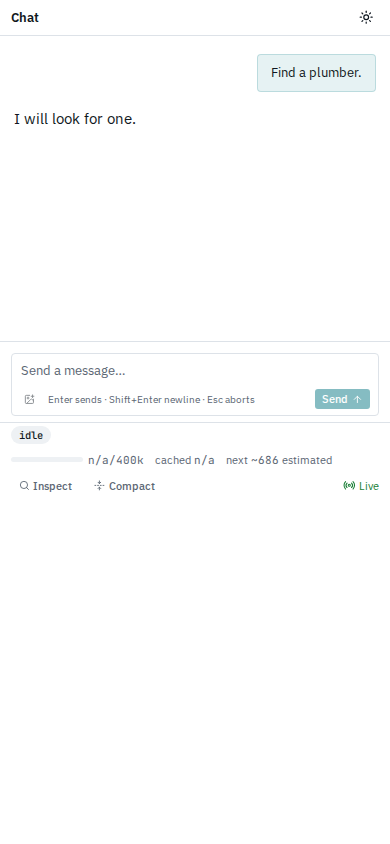 Chat
Find a plumber.
I will look for one.
Send a message...
Enter sends · Shift+Enter newline · Esc aborts
Send ↑
idle
n/a/400k cached n/a next ~686 estimated
Inspect Compact Live